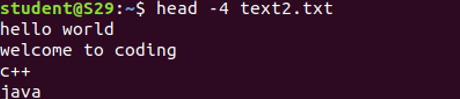 student@S29:~$ head -4 text2.txt
hello world
welcome to coding
c++
java